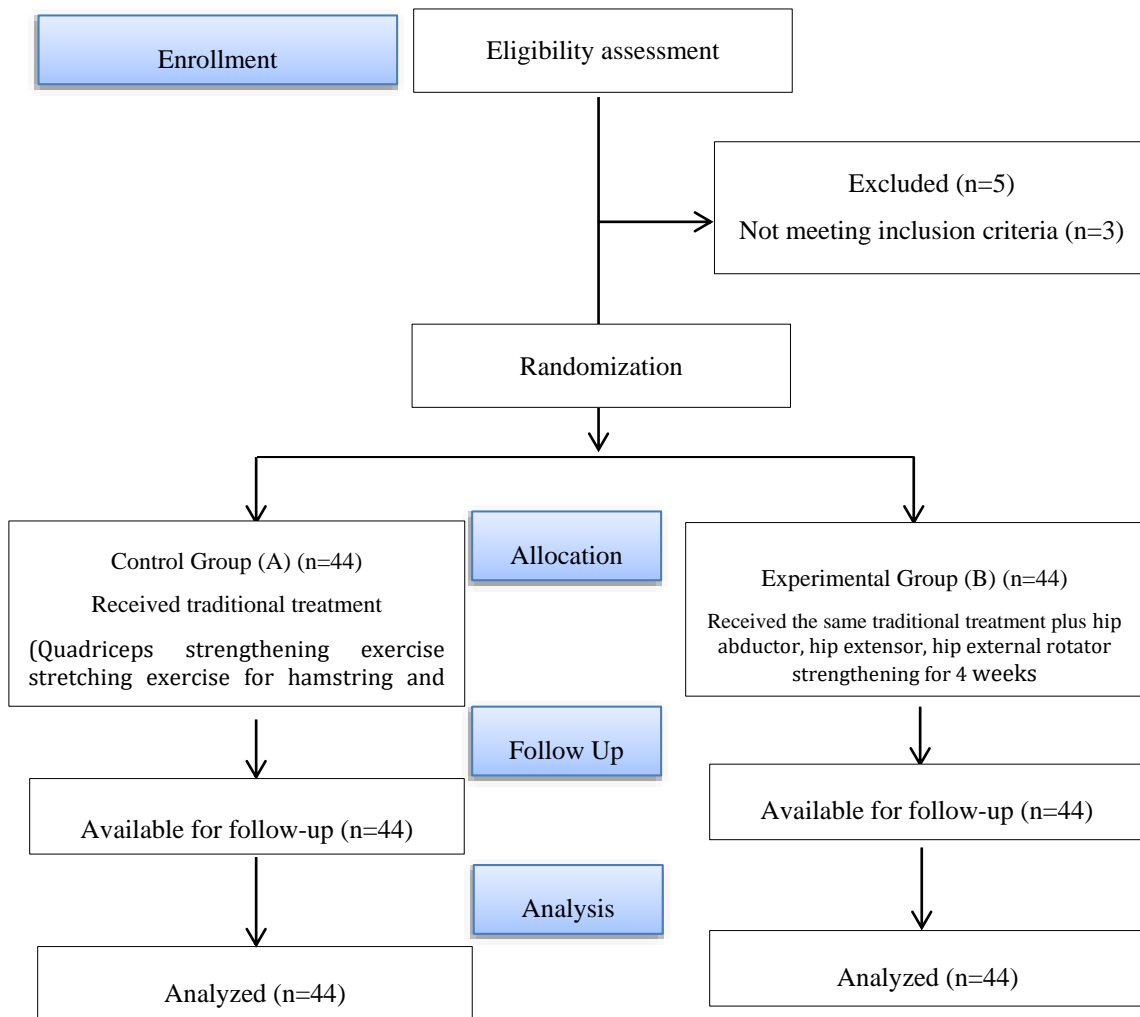 Enrollment
Eligibility assessment
Excluded (n=5)
Not meeting inclusion criteria (n=3)
Randomization
Control Group (A) (n=44)
Received traditional treatment
(Quadriceps strengthening exercise
stretching exercise for hamstring and
Allocation
Experimental Group (B) (n=44)
Received the same traditional treatment plus hip
abductor, hip extensor, hip external rotator
strengthening for 4 weeks
Follow Up
Available for follow-up (n=44)
Available for follow-up (n=44)
Analysis
Analyzed (n=44)
Analyzed (n=44)